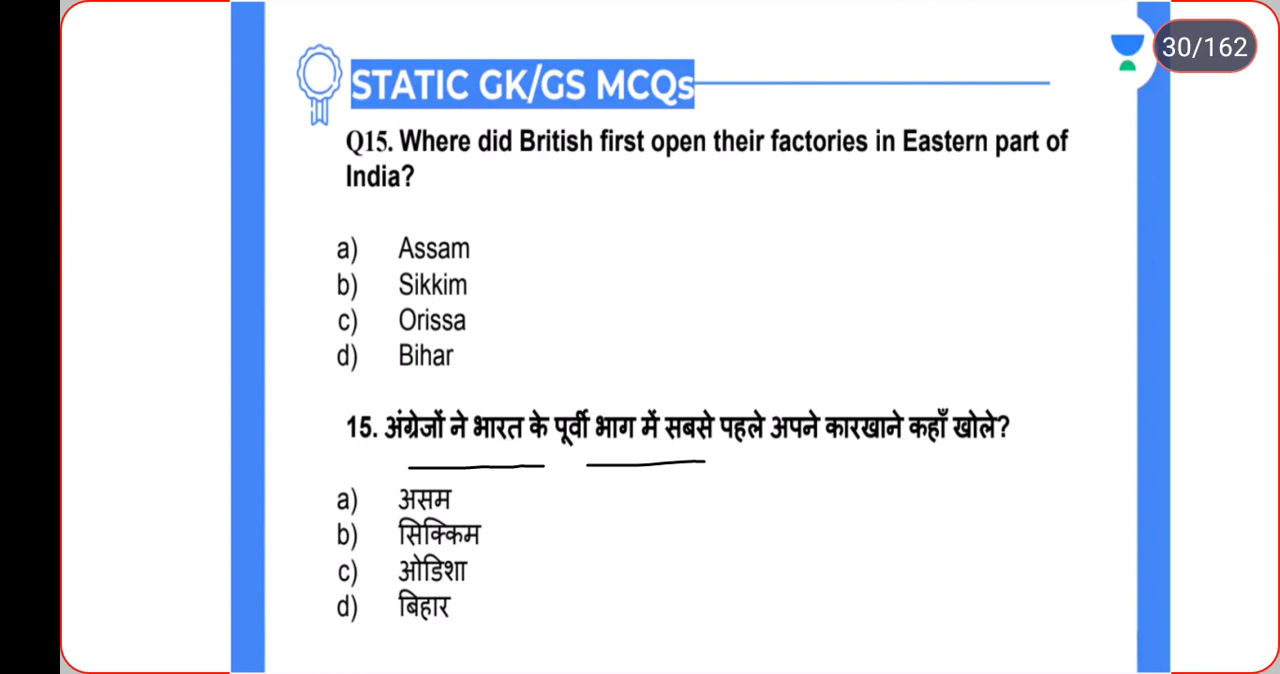 30/162
STATIC GK/GS MCQs
Q15. Where did British first open their factories in Eastern part of
India?
a) Assam
b) Sikkim
c) Orissa
d) Bihar
15. अंग्रेजों ने भारत के पूर्वी भाग में सबसे पहले अपने कारखाने कहाँ खोले?
a) असम
b) सिक्किम
c) ओडिशा
d) बिहार